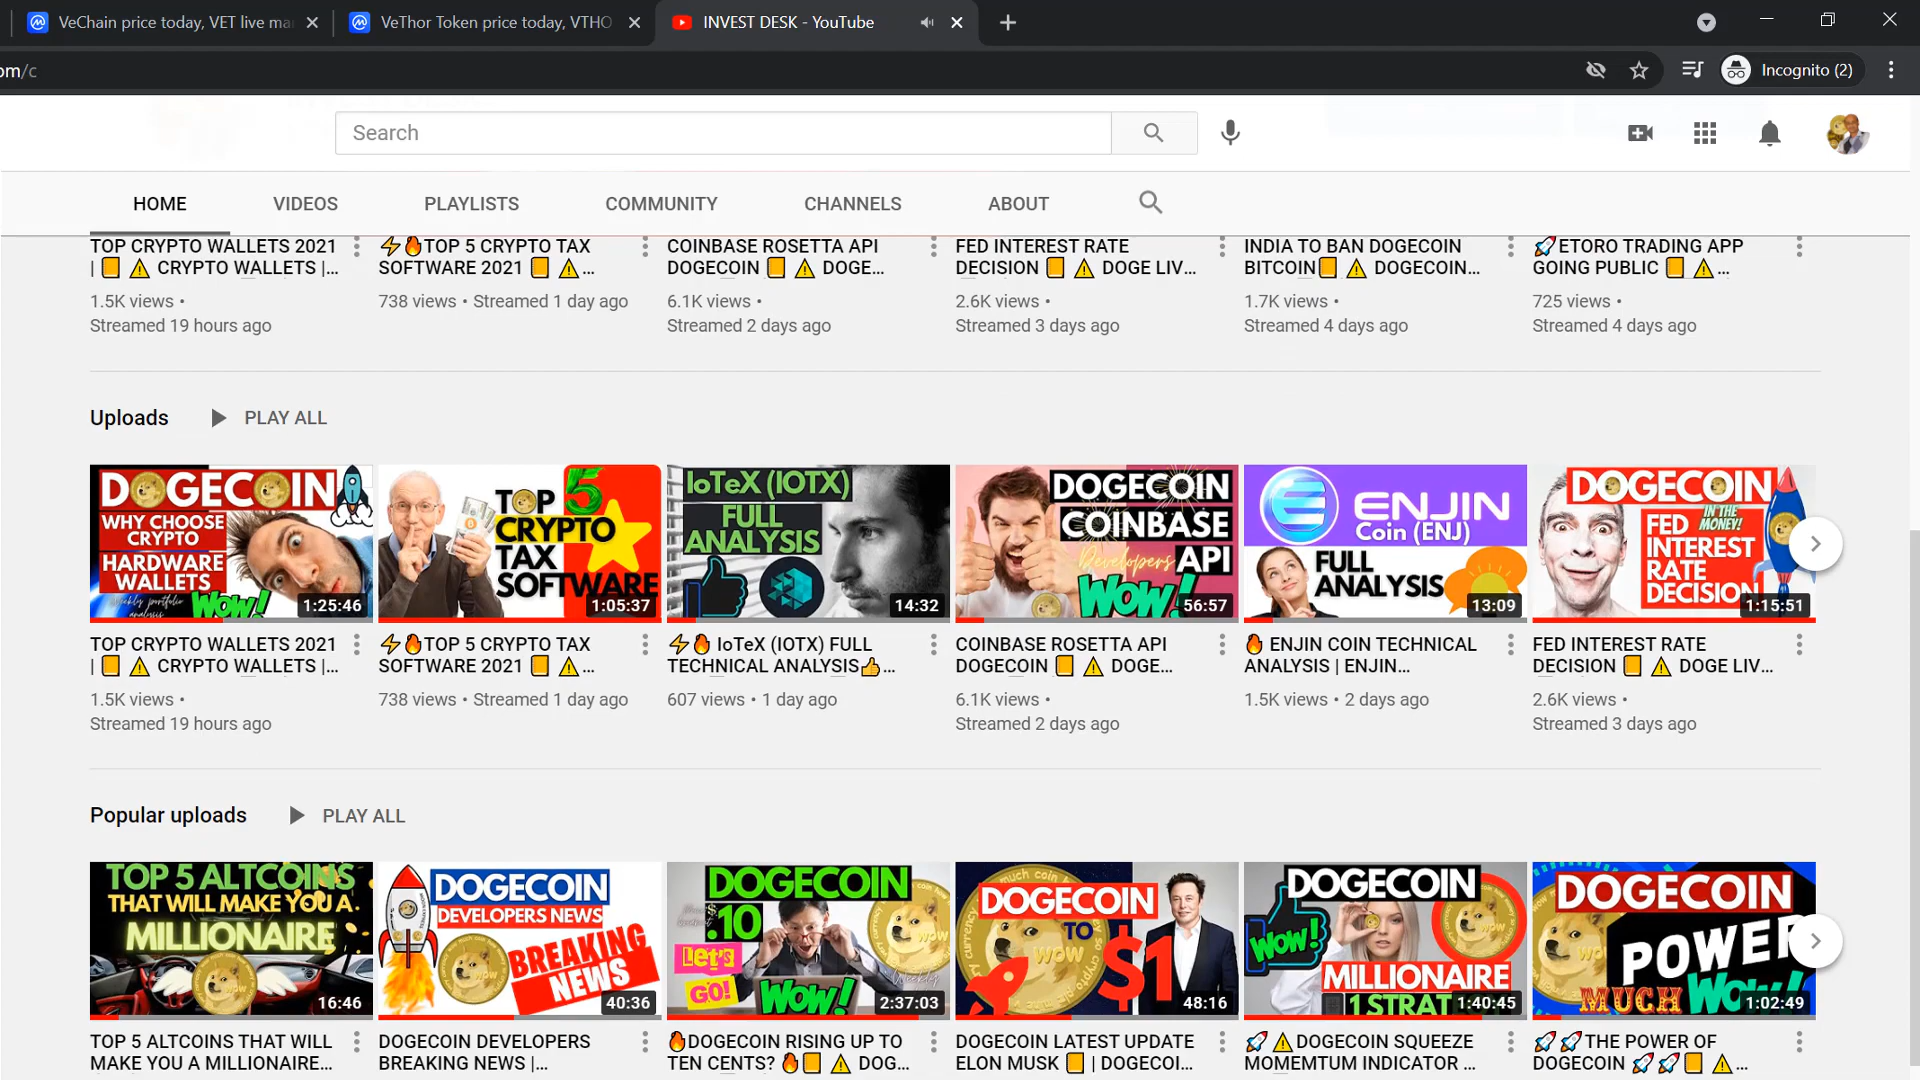 VeChain price today, VET live ma
VeThor Token price today, VTHO
INVEST DESK - YouTube
om/c
Incognito (2)
Search
HOME
VIDEOS
PLAYLISTS
COMMUNITY
CHANNELS
ABOUT
TOP CRYPTO WALLETS 2021
| 📒 ⚠ CRYPTO WALLETS |...
1.5K views •
Streamed 19 hours ago
⚡🔥TOP 5 CRYPTO TAX
SOFTWARE 2021 📒 ⚠...
738 views • Streamed 1 day ago
COINBASE ROSETTA API
DOGECOIN 📒 ⚠ DOGE...
6.1K views •
Streamed 2 days ago
FED INTEREST RATE
DECISION 📒 ⚠ DOGE LIV...
2.6K views •
Streamed 3 days ago
INDIA TO BAN DOGECOIN
BITCOIN📒 ⚠ DOGECOIN...
1.7K views •
Streamed 4 days ago
🚀ETORO TRADING APP
GOING PUBLIC 📒 ⚠...
725 views •
Streamed 4 days ago
Uploads
PLAY ALL
DOGECOIN
WHY CHOOSE
CRYPTO
HARDWARE
WALLETS
Weekly portfolio
analysis
WOW!
1:25:46
TOP 5
CRYPTO
TAX
SOFTWARE
1:05:37
IoTeX (IOTX)
FULL
ANALYSIS
14:32
DOGECOIN
COINBASE
Developers API
WOW!
56:57
ENJIN
Coin (ENJ)
FULL
ANALYSIS
13:09
DOGECOIN
IN THE
MONEY!
FED
INTEREST
RATE
DECISION
1:15:51
TOP CRYPTO WALLETS 2021
| 📒 ⚠ CRYPTO WALLETS |...
1.5K views •
Streamed 19 hours ago
⚡🔥TOP 5 CRYPTO TAX
SOFTWARE 2021 📒 ⚠...
738 views • Streamed 1 day ago
⚡🔥 IoTeX (IOTX) FULL
TECHNICAL ANALYSIS👍...
607 views • 1 day ago
COINBASE ROSETTA API
DOGECOIN 📒 ⚠ DOGE...
6.1K views •
Streamed 2 days ago
🔥 ENJIN COIN TECHNICAL
ANALYSIS | ENJIN...
1.5K views • 2 days ago
FED INTEREST RATE
DECISION 📒 ⚠ DOGE LIV...
2.6K views •
Streamed 3 days ago
Popular uploads
PLAY ALL
TOP 5 ALTCOINS
THAT WILL MAKE YOU A
MILLIONAIRE
16:46
DOGECOIN
DEVELOPERS NEWS
BREAKING
NEWS
40:36
DOGECOIN
.10
Let's
GO!
WOW!
wow
Weekly
2:37:03
DOGECOIN
TO
$1
wow
48:16
DOGECOIN
Wow!
MILLIONAIRE
1 STRAT
1:40:45
DOGECOIN
POWER
MUCH WOW
1:02:49
TOP 5 ALTCOINS THAT WILL
MAKE YOU A MILLIONAIRE...
DOGECOIN DEVELOPERS
BREAKING NEWS |...
🔥DOGECOIN RISING UP TO
TEN CENTS? 🔥📒 ⚠ DOG...
DOGECOIN LATEST UPDATE
ELON MUSK 📒 | DOGECOI...
🚀⚠DOGECOIN SQUEEZE
MOMEMTUM INDICATOR ...
🚀🚀THE POWER OF
DOGECOIN 🚀🚀📒 ⚠...